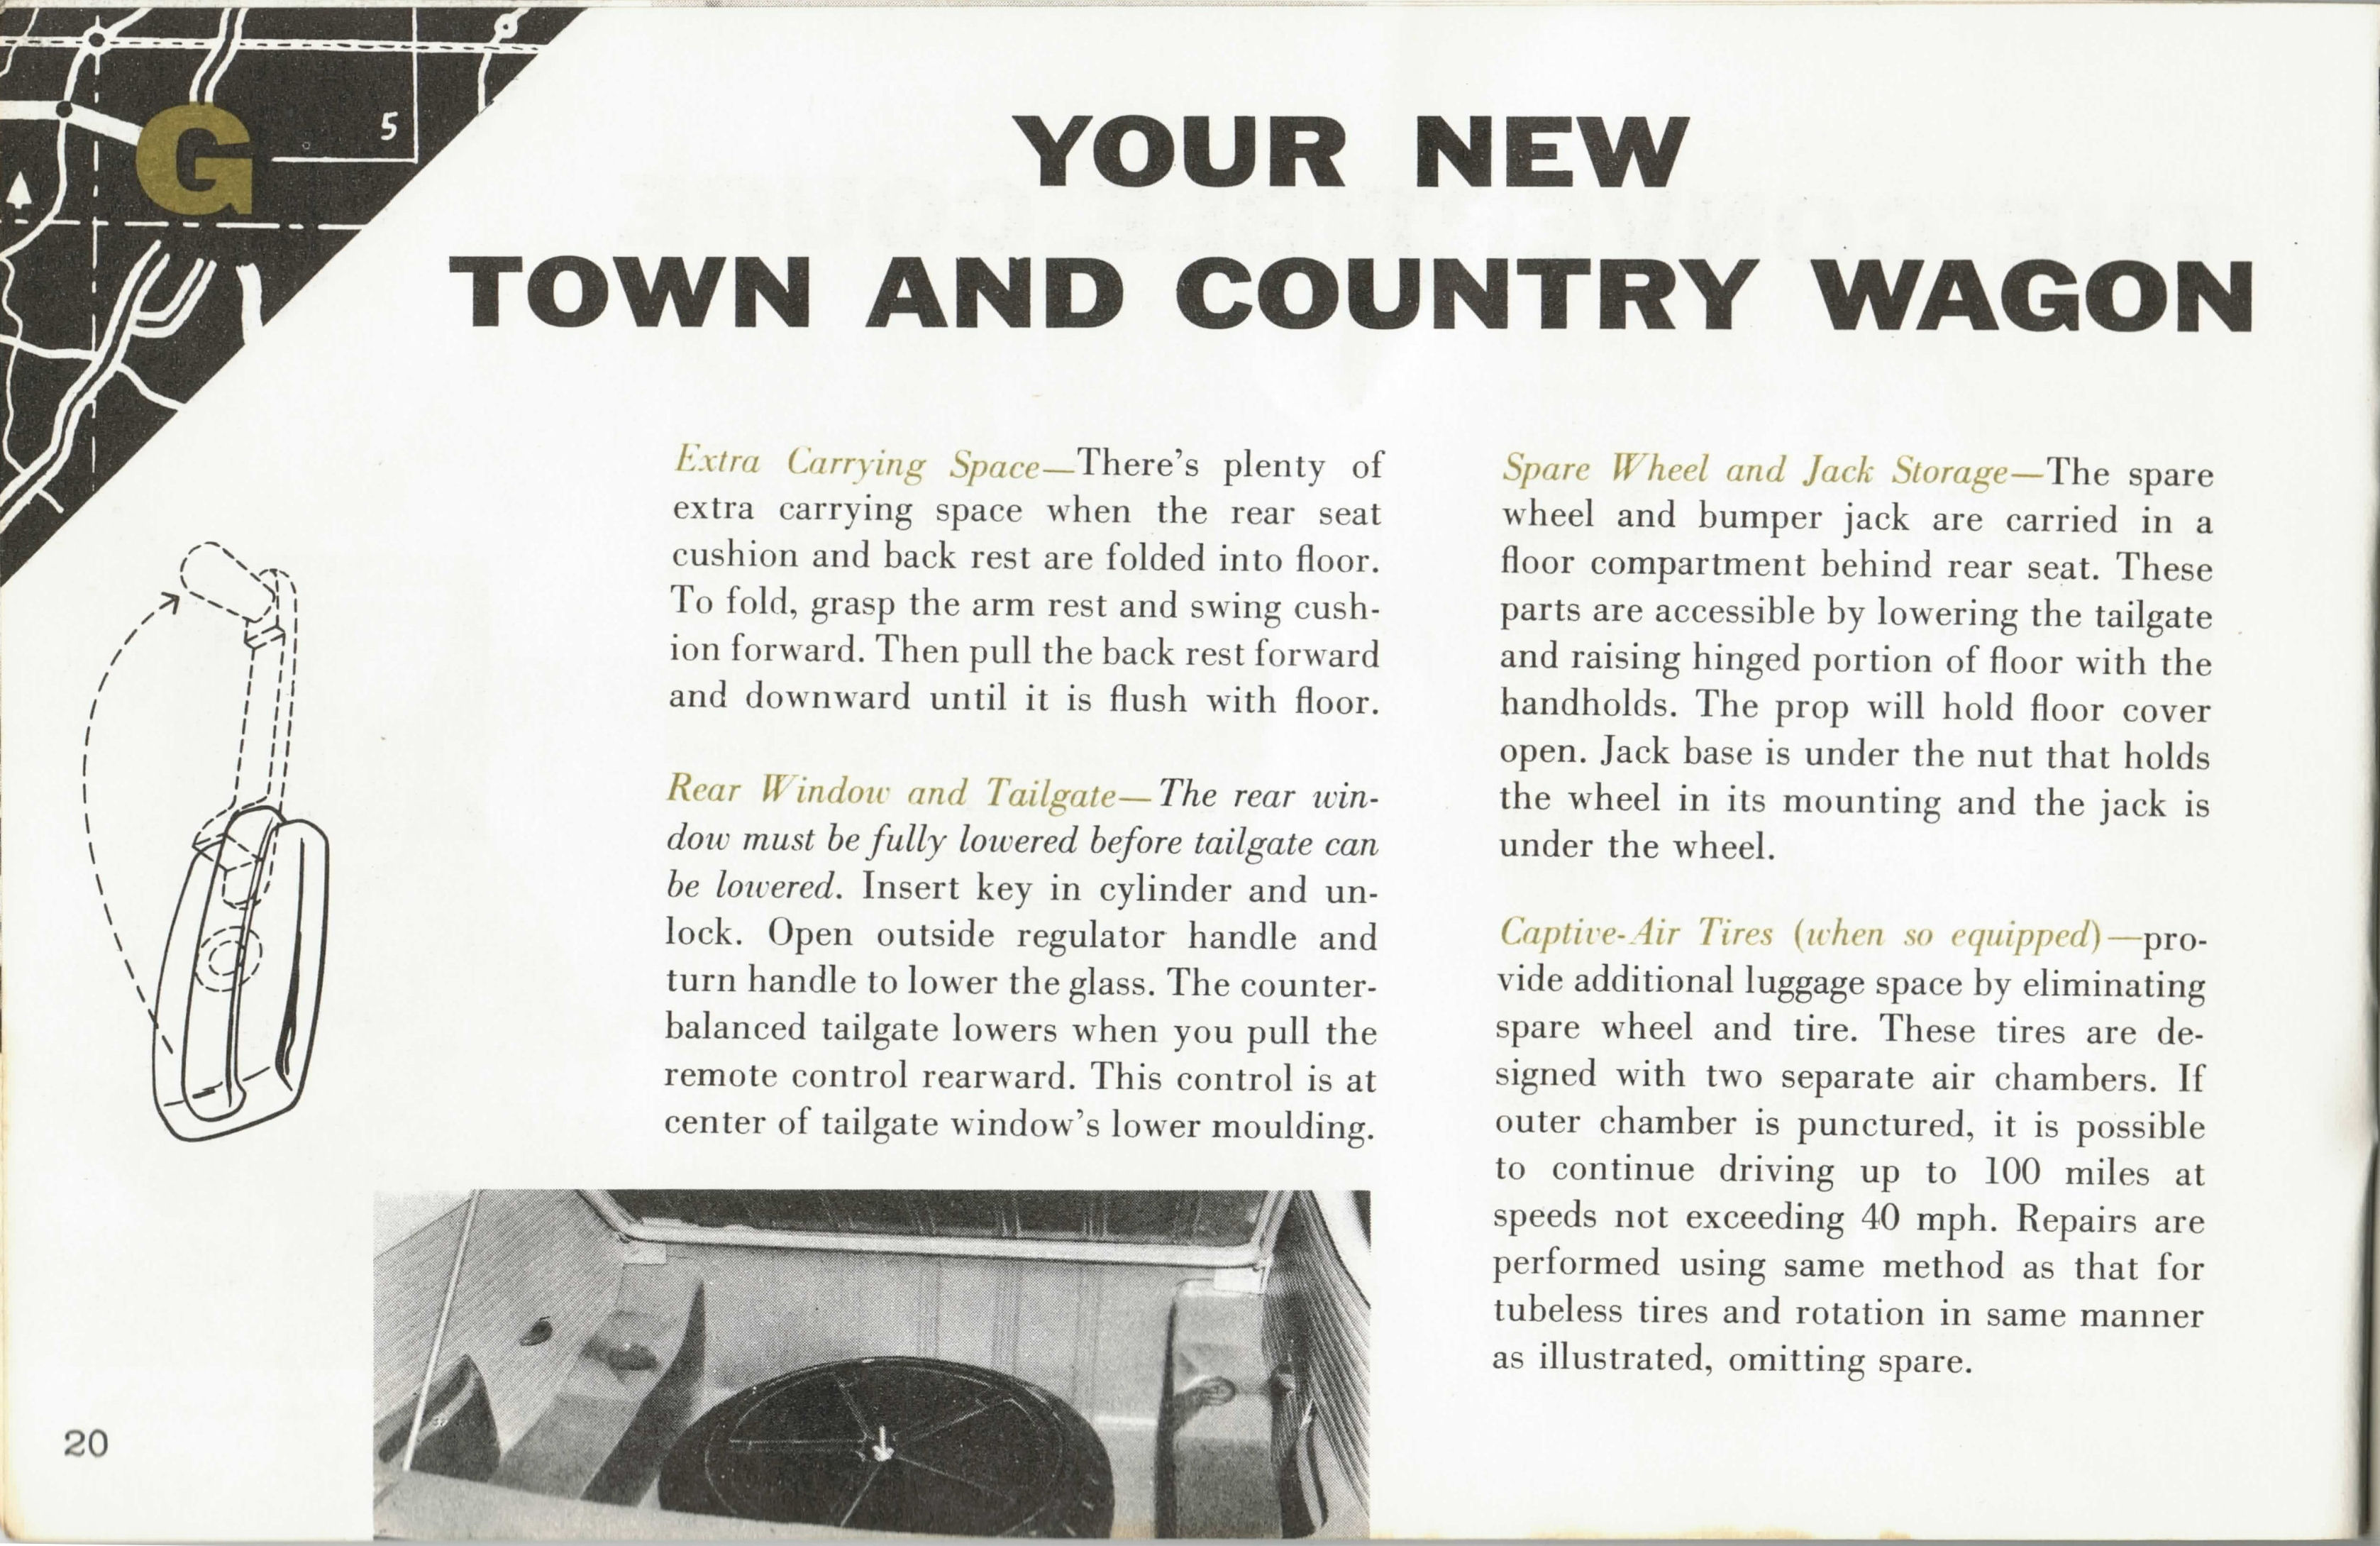 G
5
YOUR NEW
TOWN AND COUNTRY WAGON
Extra Carrying Space—There's plenty of
extra carrying space when the rear seat
cushion and back rest are folded into floor.
To fold, grasp the arm rest and swing cush-
ion forward. Then pull the back rest forward
and downward until it is flush with floor.
Rear Window and Tailgate—The rear win-
dow must be fully lowered before tailgate can
be lowered. Insert key in cylinder and un-
lock. Open outside regulator handle and
turn handle to lower the glass. The counter-
balanced tailgate lowers when you pull the
remote control rearward. This control is at
center of tailgate window's lower moulding.
Spare Wheel and Jack Storage—The spare
wheel and bumper jack are carried in a
floor compartment behind rear seat. These
parts are accessible by lowering the tailgate
and raising hinged portion of floor with the
handholds. The prop will hold floor cover
open. Jack base is under the nut that holds
the wheel in its mounting and the jack is
under the wheel.
Captive-Air Tires (when so equipped)—pro-
vide additional luggage space by eliminating
spare wheel and tire. These tires are de-
signed with two separate air chambers. If
outer chamber is punctured, it is possible
to continue driving up to 100 miles at
speeds not exceeding 40 mph. Repairs are
performed using same method as that for
tubeless tires and rotation in same manner
as illustrated, omitting spare.
20